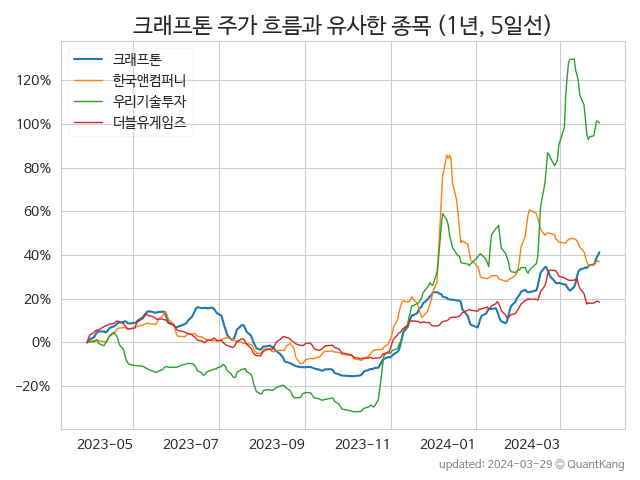 크래프톤 주가 흐름과 유사한 종목 (1년, 5일선)
크래프톤
한국앤컴퍼니
우리기술투자
더블유게임즈
120%
100%
80%
60%
40%
20%
0%
−20%
2023-05 2023-07 2023-09 2023-11 2024-01 2024-03
updated: 2024-03-29 © QuantKang